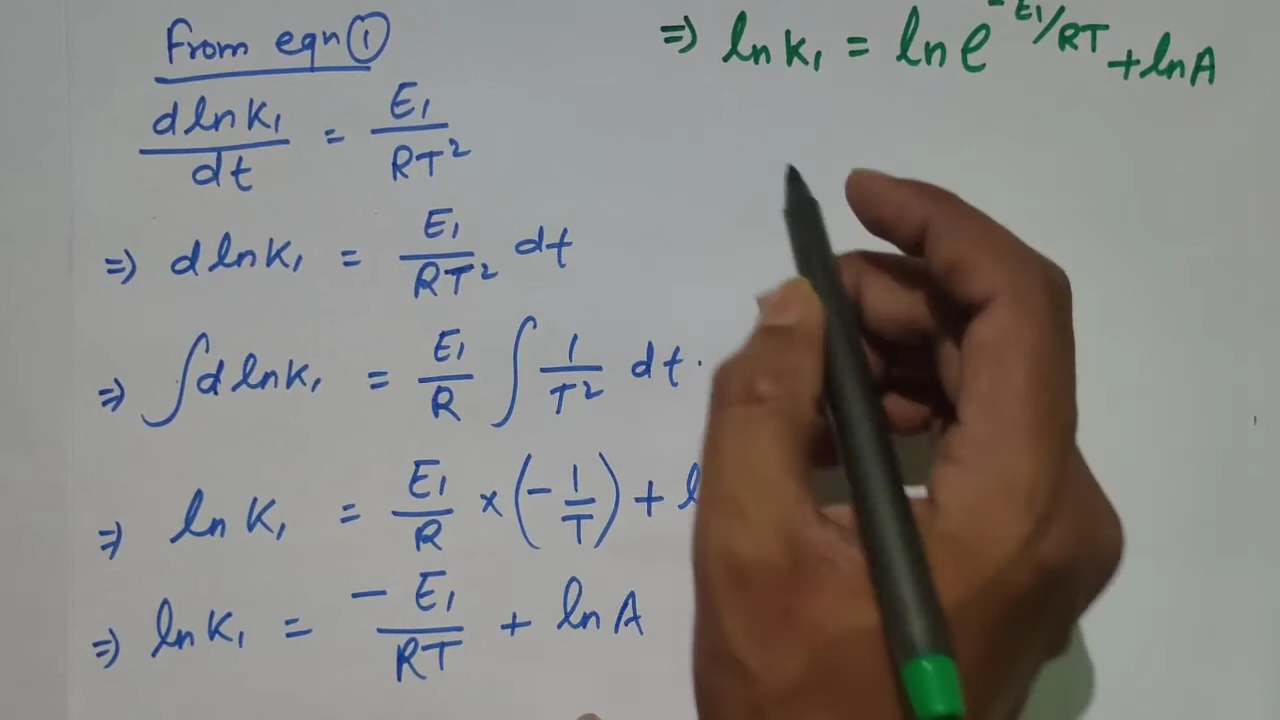 From eqn ①
d ln K₁ / dt = E₁ / RT²
⇒ d ln K₁ = E₁ / RT² dt
⇒ ∫ d ln K₁ = E₁ / R ∫ 1 / T² dt.
⇒ ln K₁ = E₁ / R × (- 1 / T) + l
⇒ ln K₁ = - E₁ / RT + ln A
⇒ ln K₁ = ln e^(-E₁/RT) + ln A